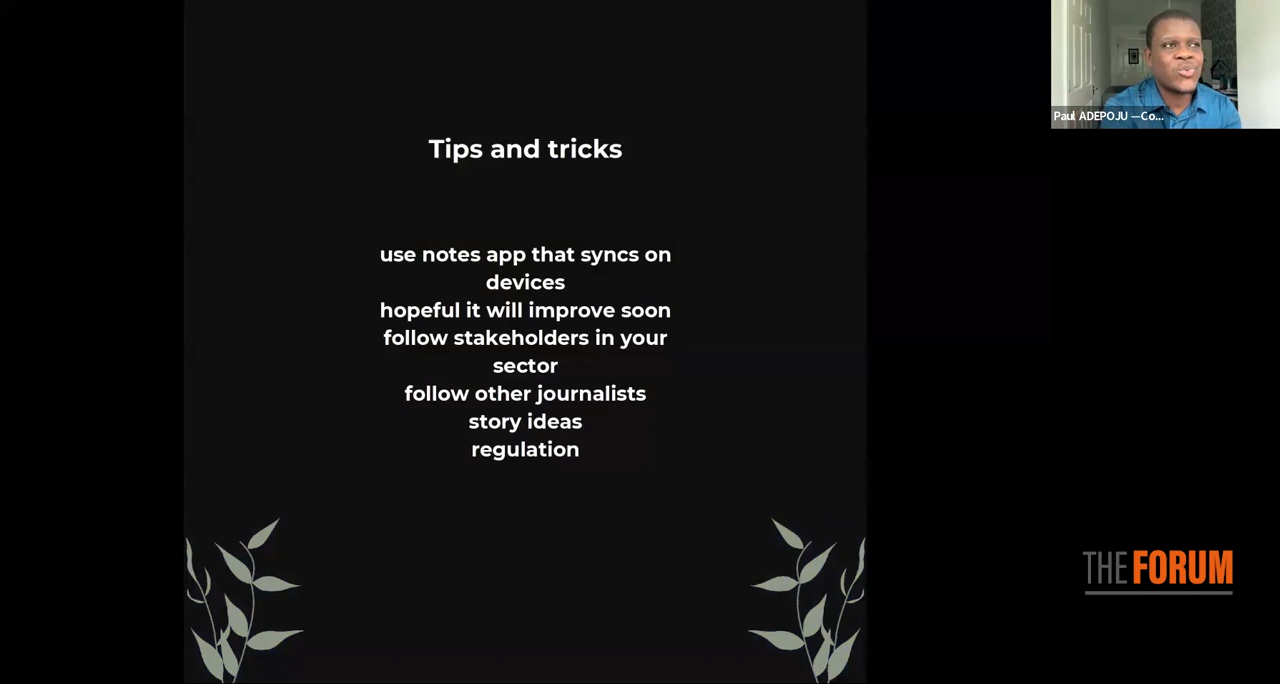 Tips and tricks
use notes app that syncs on
devices
hopeful it will improve soon
follow stakeholders in your
sector
follow other journalists
story ideas
regulation
Paul ADEPOJU —Co...
THE FORUM